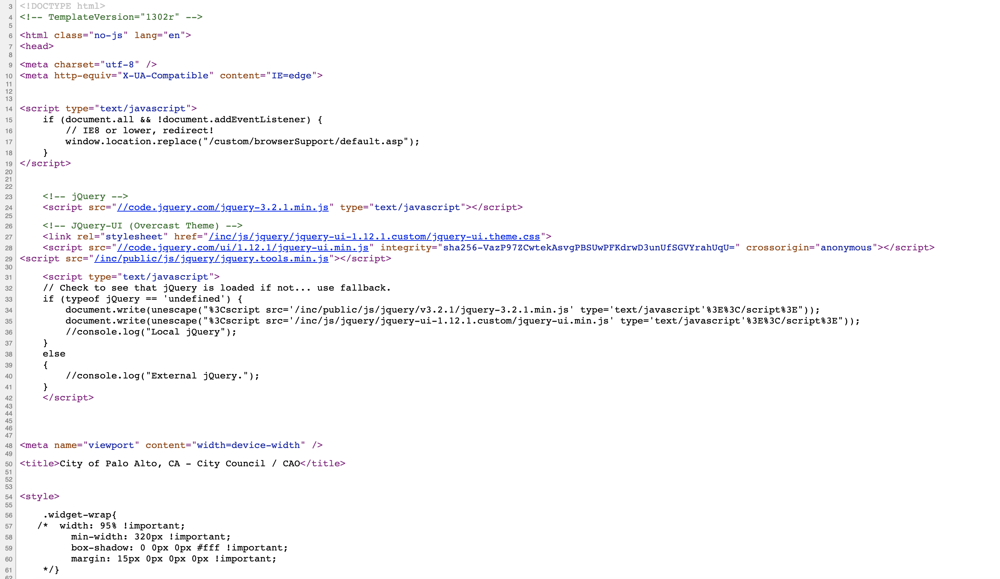 3 <!DOCTYPE html>
4 <!-- TemplateVersion="1302r" -->
5
6 <html class="no-js" lang="en">
7 <head>
8
9 <meta charset="utf-8" />
10 <meta http-equiv="X-UA-Compatible" content="IE=edge">
11
12
13
14 <script type="text/javascript">
15     if (document.all && !document.addEventListener) {
16         // IE8 or lower, redirect!
17         window.location.replace("/custom/browserSupport/default.asp");
18     }
19 </script>
20
21
22
23     <!-- jQuery -->
24     <script src="//code.jquery.com/jquery-3.2.1.min.js" type="text/javascript"></script>
25
26     <!-- JQuery-UI (Overcast Theme) -->
27     <link rel="stylesheet" href="/inc/js/jquery/jquery-ui-1.12.1.custom/jquery-ui.theme.css">
28     <script src="//code.jquery.com/ui/1.12.1/jquery-ui.min.js" integrity="sha256-VazP97ZCwtekAsvgPBSUwPFKdrwD3unUfSGVYrahUqU=" crossorigin="anonymous"></script>
29 <script src="/inc/public/js/jquery/jquery.tools.min.js"></script>
30
31     <script type="text/javascript">
32     // Check to see that jQuery is loaded if not... use fallback.
33     if (typeof jQuery == 'undefined') {
34         document.write(unescape("%3Cscript src='/inc/public/js/jquery/v3.2.1/jquery-3.2.1.min.js' type='text/javascript'%3E%3C/script%3E"));
35         document.write(unescape("%3Cscript src='/inc/js/jquery/jquery-ui-1.12.1.custom/jquery-ui.min.js' type='text/javascript'%3E%3C/script%3E"));
36         //console.log("Local jQuery");
37     }
38     else
39     {
40         //console.log("External jQuery.");
41     }
42     </script>
43
44
45
46
47
48 <meta name="viewport" content="width=device-width" />
49
50 <title>City of Palo Alto, CA - City Council / CAO</title>
51
52
53
54 <style>
55
56     .widget-wrap{
57    /*  width: 95% !important;
58          min-width: 320px !important;
59          box-shadow: 0 0px 0px #fff !important;
60          margin: 15px 0px 0px 0px !important;
61     */}
62